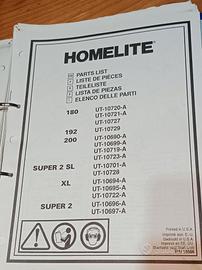 HOMELITE®
PARTS LIST
LISTE DE PIECES
TEILELISTE
LISTA DE PIEZAS
ELENCO DELLE PARTI
180 UT-10720-A
UT-10721-A
UT-10727
192 UT-10729
200 UT-10690-A
UT-10699-A
UT-10719-A
UT-10723-A
SUPER 2 SL UT-10701-A
UT-10728
XL UT-10694-A
UT-10695-A
UT-10722-A
SUPER 2 UT-10696-A
UT-10697-A
Printed in U.S.A.